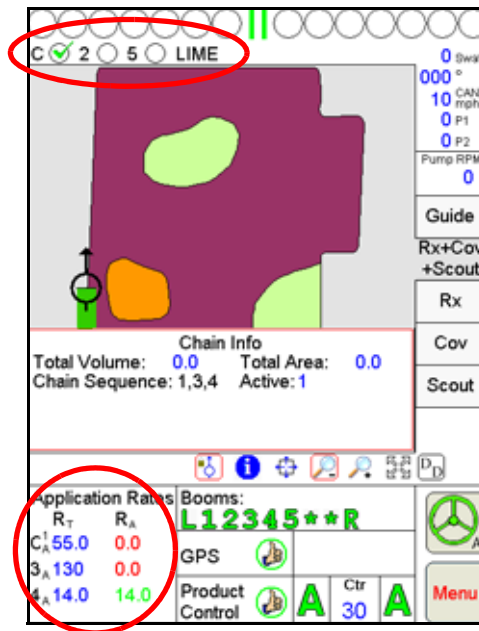 C 2 5 LIME
0 Swat
000 °
10 CAN mph
0 P1
0 P2
Pump RPM
0
Guide
Rx+Cov
+Scout
Rx
Cov
Scout
Chain Info
Total Volume: 0.0 Total Area: 0.0
Chain Sequence: 1,3,4 Active: 1
D D
Application Rates
RT RA
C1A 55.0 0.0
3A 130 0.0
4A 14.0 14.0
Booms:
L12345**R
GPS
Product Control
A
Ctr
30
A
A
Menu